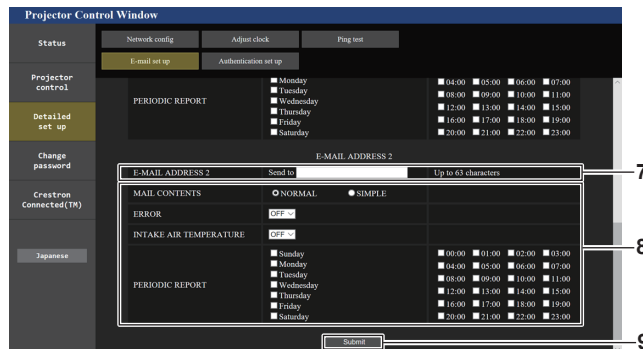 Projector Control Window
Status
Network config Adjust clock Ping test
E-mail set up Authentication set up
Projector control
Detailed set up
Change password
Crestron Connected(TM)
Japanese
Monday 04:00 05:00 06:00 07:00
Tuesday
PERIODIC REPORT Wednesday 08:00 09:00 10:00 11:00
Thursday 12:00 13:00 14:00 15:00
Friday 16:00 17:00 18:00 19:00
Saturday 20:00 21:00 22:00 23:00
E-MAIL ADDRESS 2
E-MAIL ADDRESS 2 Send to Up to 63 characters 7
MAIL CONTENTS NORMAL SIMPLE
ERROR OFF
INTAKE AIR TEMPERATURE OFF
8
Sunday 00:00 01:00 02:00 03:00
Monday 04:00 05:00 06:00 07:00
Tuesday 08:00 09:00 10:00 11:00
PERIODIC REPORT Wednesday
Thursday 12:00 13:00 14:00 15:00
Friday 16:00 17:00 18:00 19:00
Saturday 20:00 21:00 22:00 23:00
Submit 9